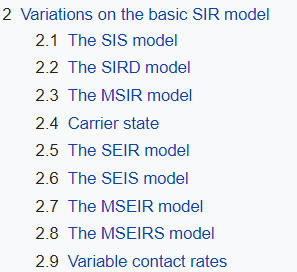 2 Variations on the basic SIR model
2.1 The SIS model
2.2 The SIRD model
2.3 The MSIR model
2.4 Carrier state
2.5 The SEIR model
2.6 The SEIS model
2.7 The MSEIR model
2.8 The MSEIRS model
2.9 Variable contact rates